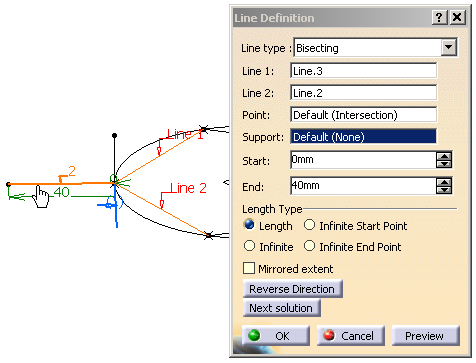 Line Definition
Line type : Bisecting
Line 1: Line.3
Line 2: Line.2
Point: Default (Intersection)
Support: Default (None)
Start: 0mm
End: 40mm
Length Type
Length Infinite Start Point
Infinite Infinite End Point
Mirrored extent
Reverse Direction
Next solution
OK Cancel Preview
Line 1
2
Line 2
40